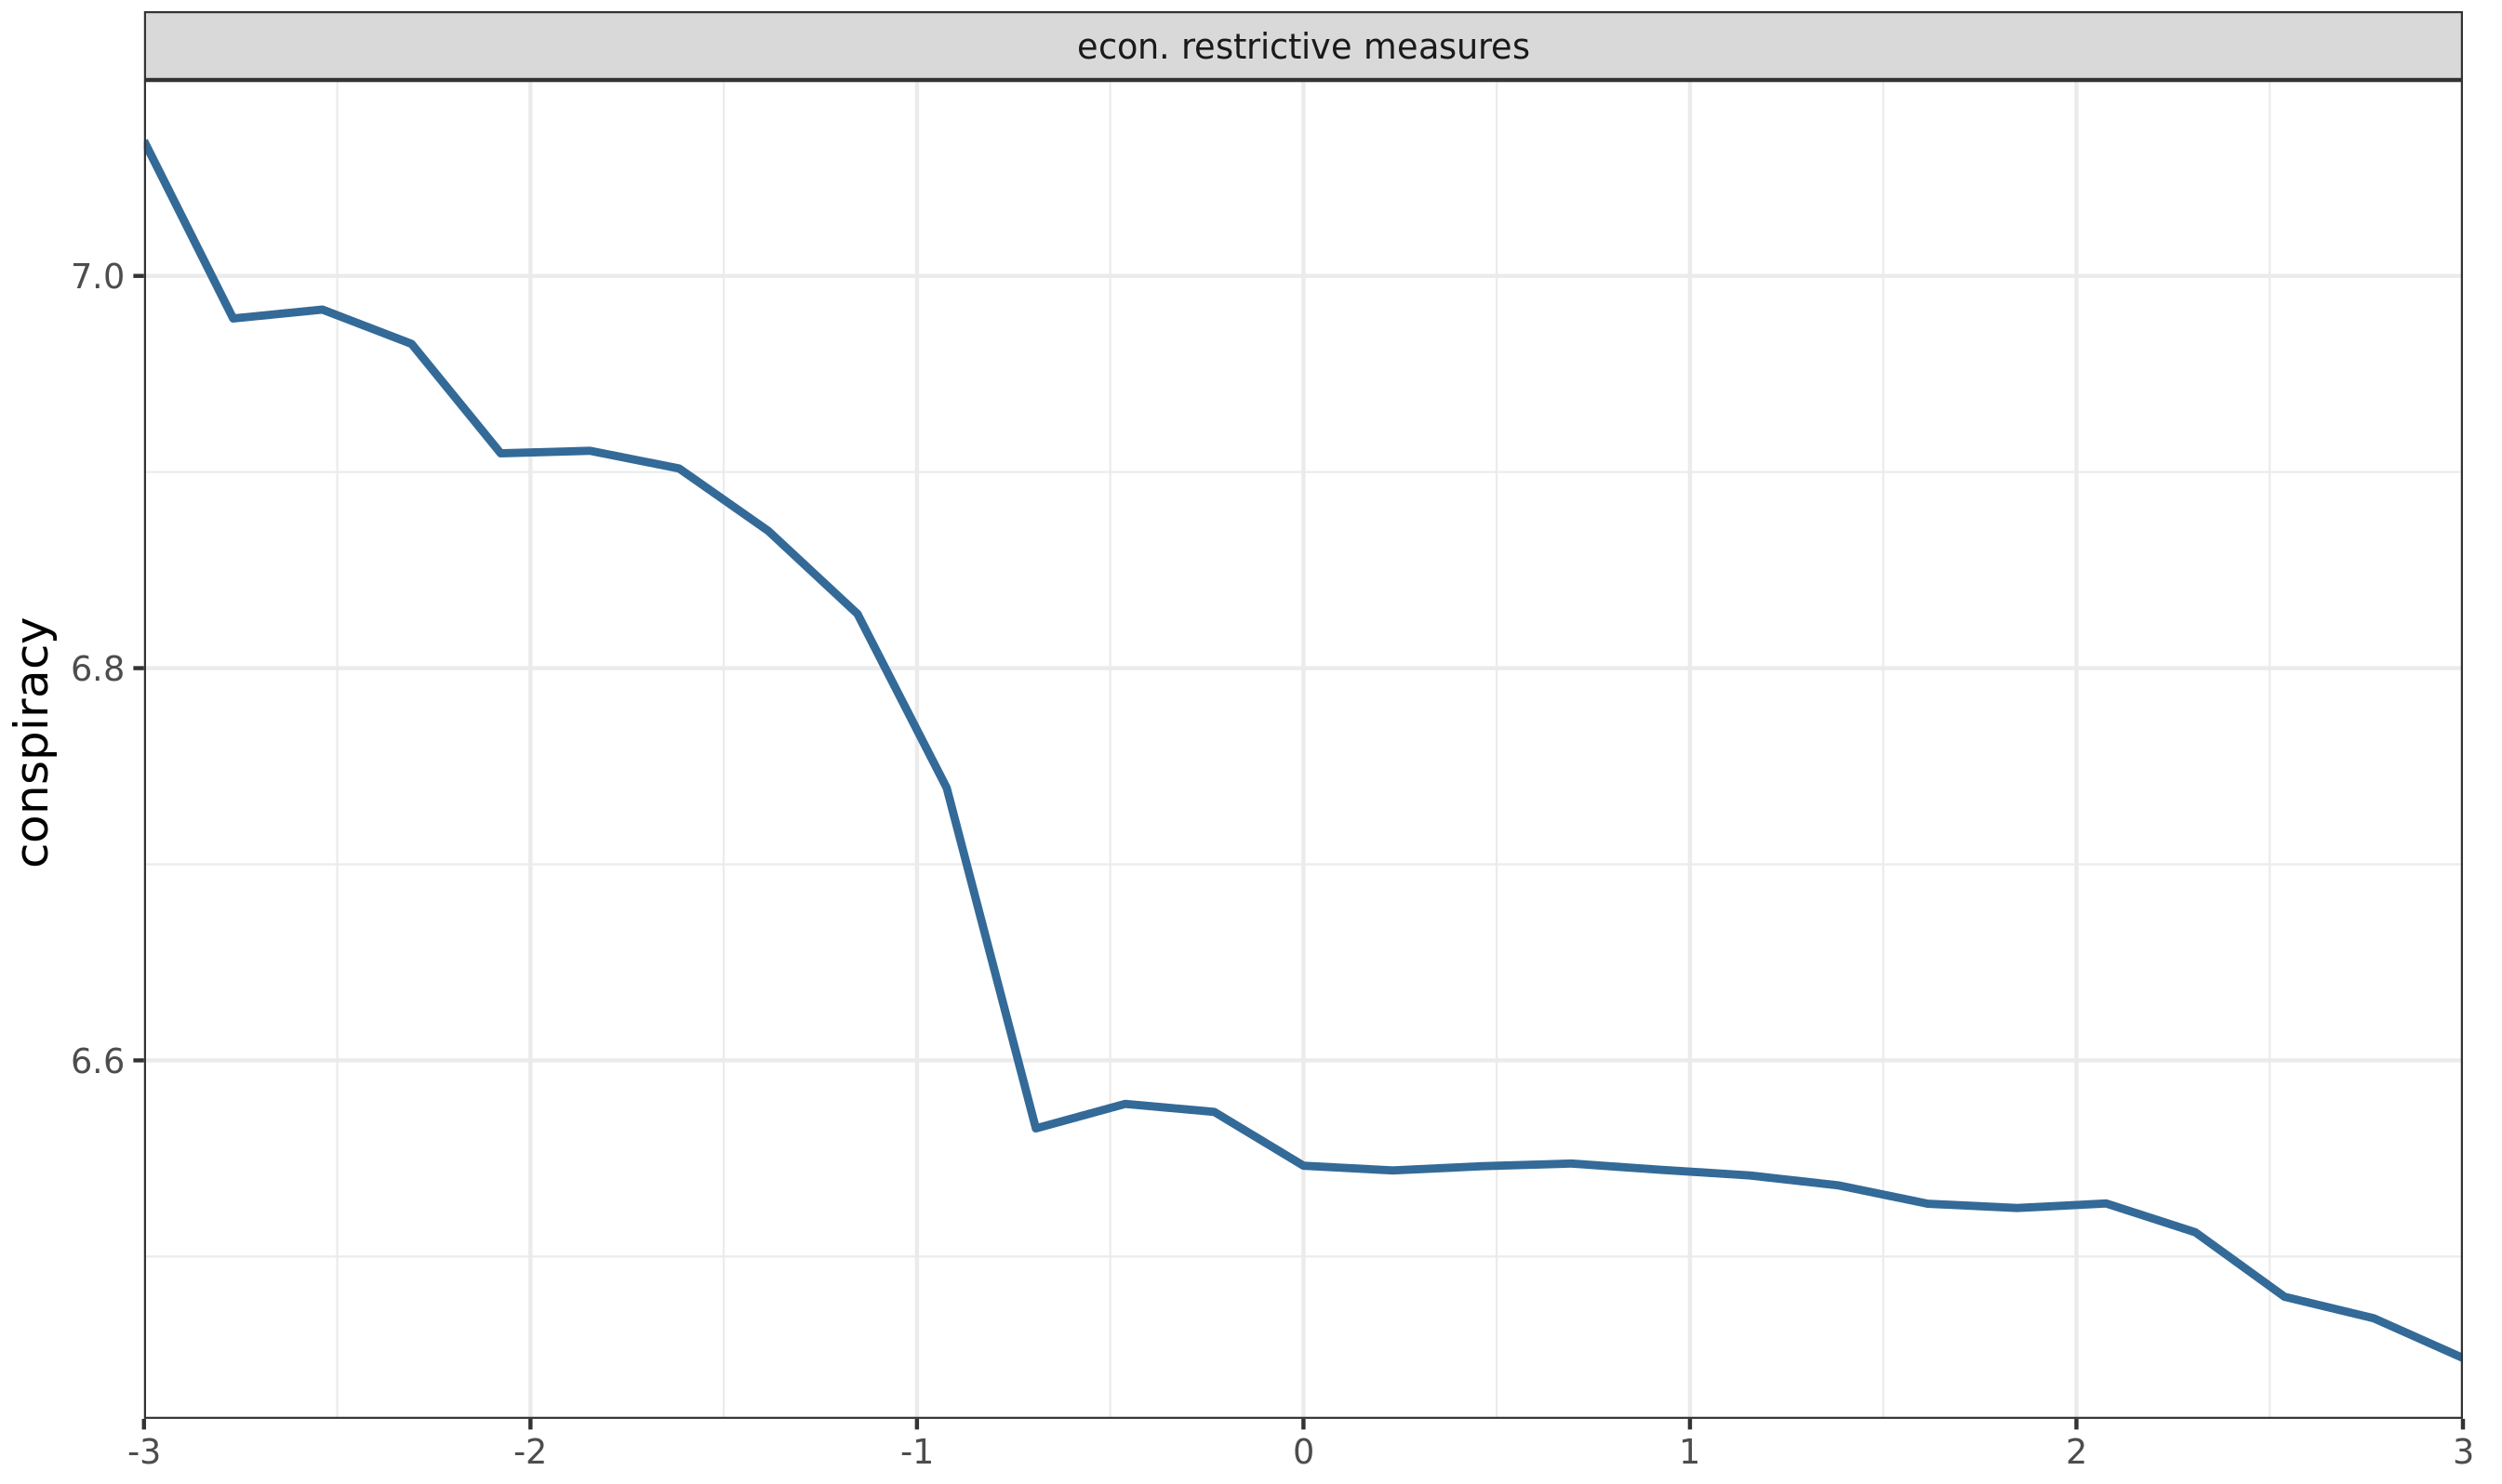 econ. restrictive measures
conspiracy
7.0
6.8
6.6
-3 -2 -1 0 1 2 3